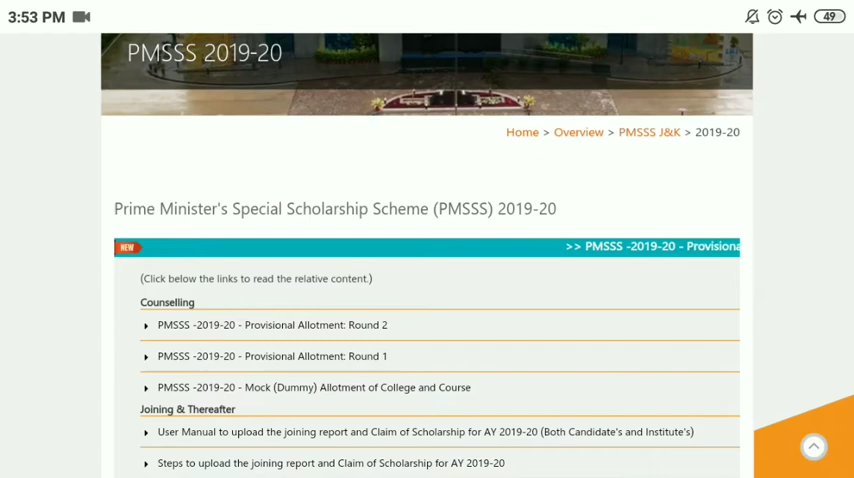 3:53 PM
49
PMSSS 2019-20
Home > Overview > PMSSS J&K > 2019-20
Prime Minister's Special Scholarship Scheme (PMSSS) 2019-20
NEW >> PMSSS -2019-20 - Provisiona
(Click below the links to read the relative content.)
Counselling
PMSSS -2019-20 - Provisional Allotment: Round 2
PMSSS -2019-20 - Provisional Allotment: Round 1
PMSSS -2019-20 - Mock (Dummy) Allotment of College and Course
Joining & Thereafter
User Manual to upload the joining report and Claim of Scholarship for AY 2019-20 (Both Candidate's and Institute's)
Steps to upload the joining report and Claim of Scholarship for AY 2019-20